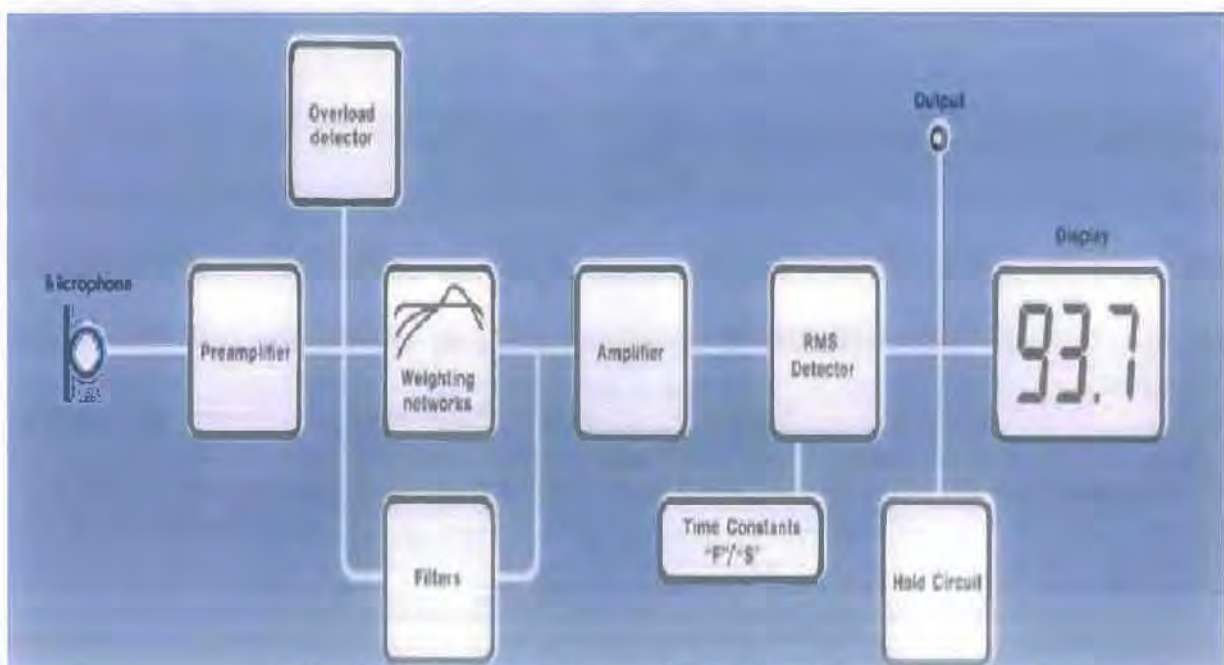 Overload
detector
Output
Display
Microphone
Preamplifier
Weighting
networks
Amplifier
RMS
Detector
93.7
Time Constants
"F"/"S"
Filters
Hold Circuit